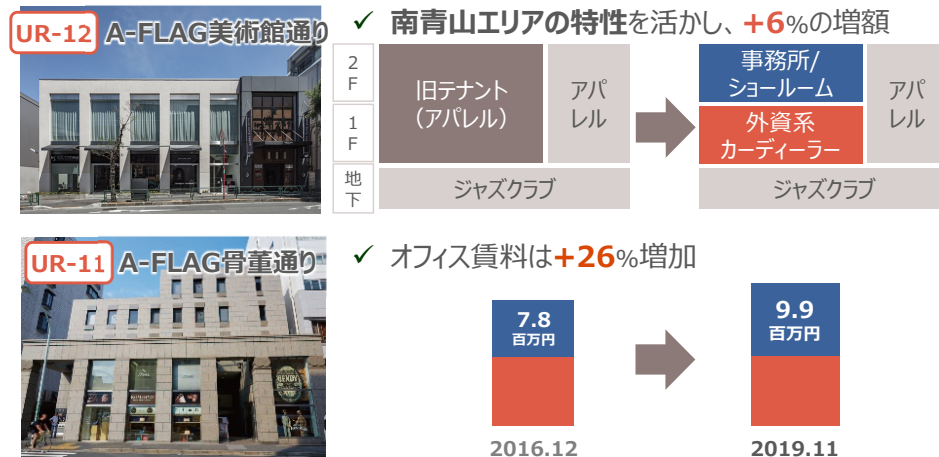 UR-12 A-FLAG美術館通り
✓ 南青山エリアの特性を活かし、+6%の増額
2F
旧テナント
（アパレル）
アパ
レル
事務所/
ショールーム
アパ
レル
1F
外資系
カーディーラー
地下
ジャズクラブ
ジャズクラブ
UR-11 A-FLAG骨董通り
✓ オフィス賃料は+26%増加
7.8
百万円
9.9
百万円
2016.12
2019.11